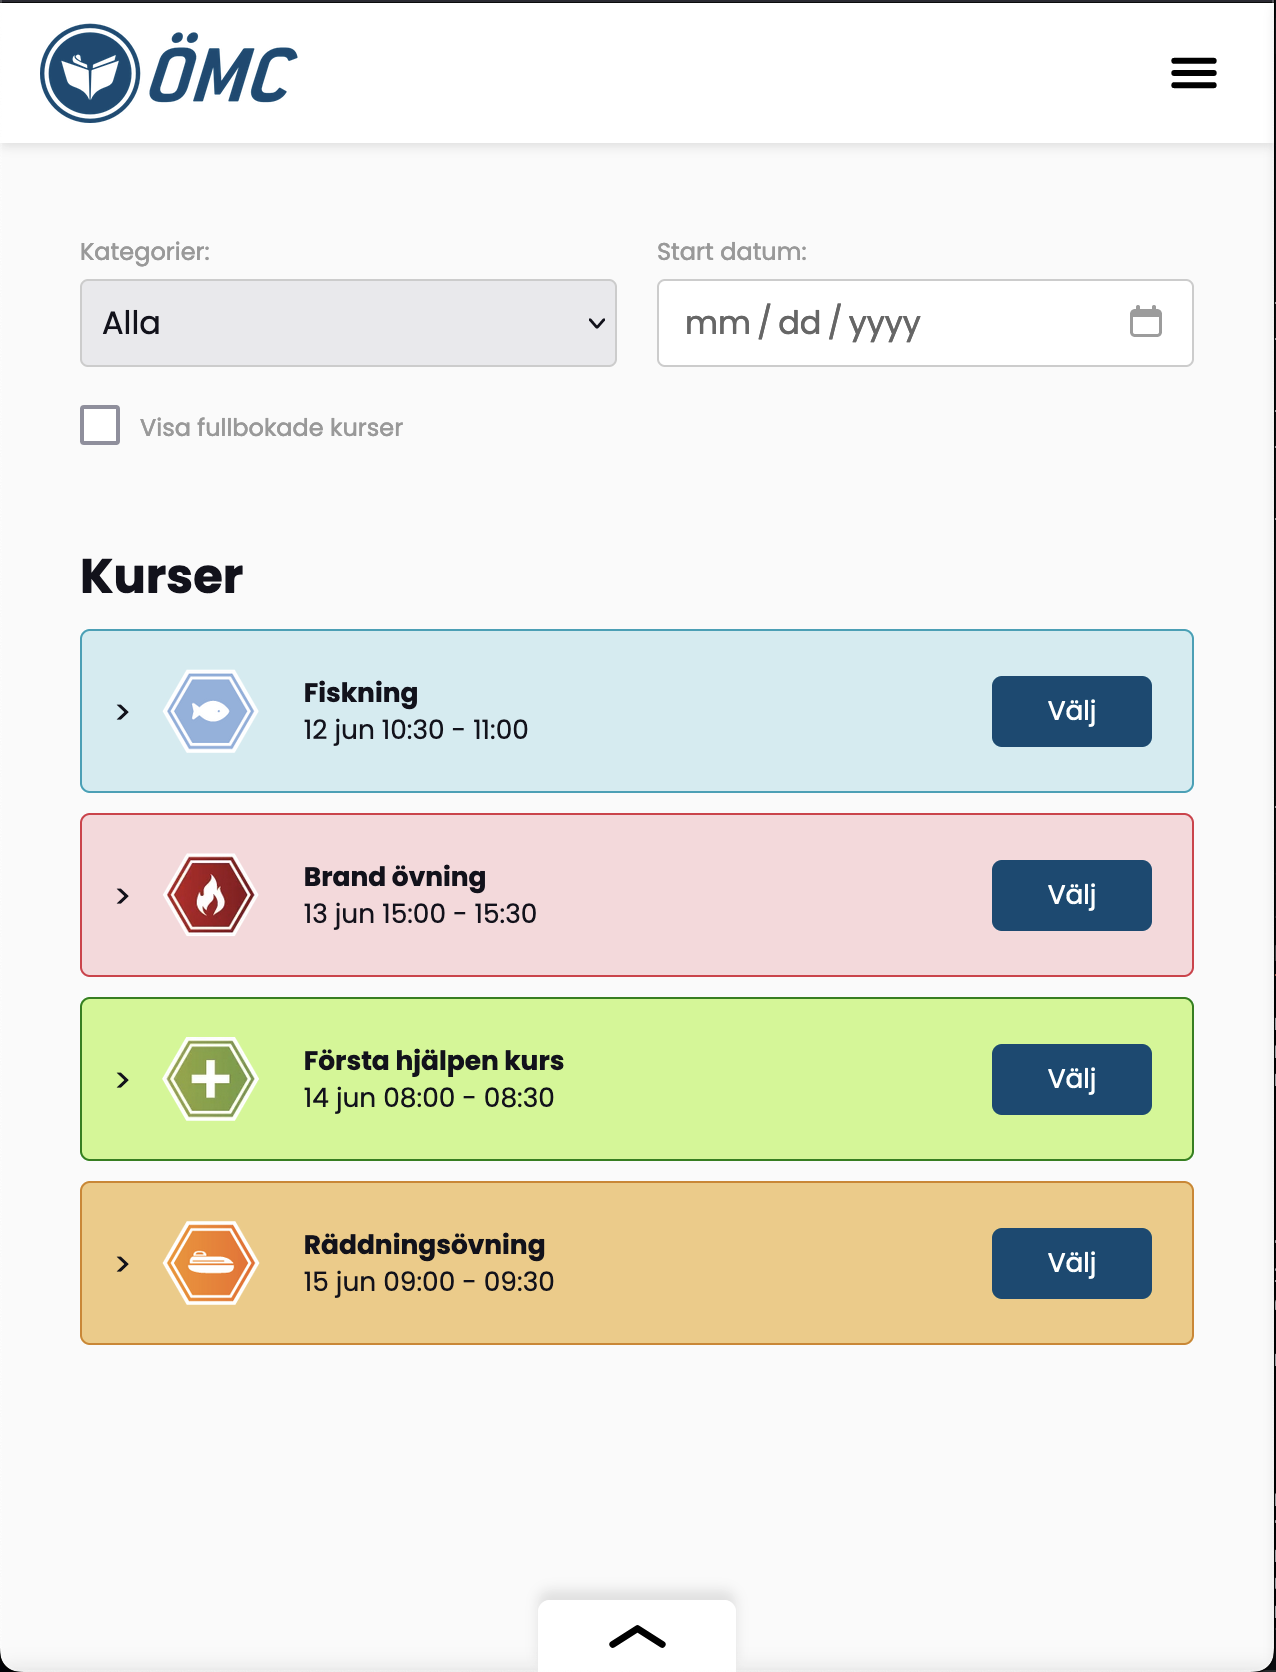 ÖMC
Kategorier:
Start datum:
Alla
mm/dd/yyyy
Visa fullbokade kurser
Kurser
Fiskning
12 jun 10:30 - 11:00
Välj
Brand övning
13 jun 15:00 - 15:30
Välj
Första hjälpen kurs
14 jun 08:00 - 08:30
Välj
Räddningsövning
15 jun 09:00 - 09:30
Välj